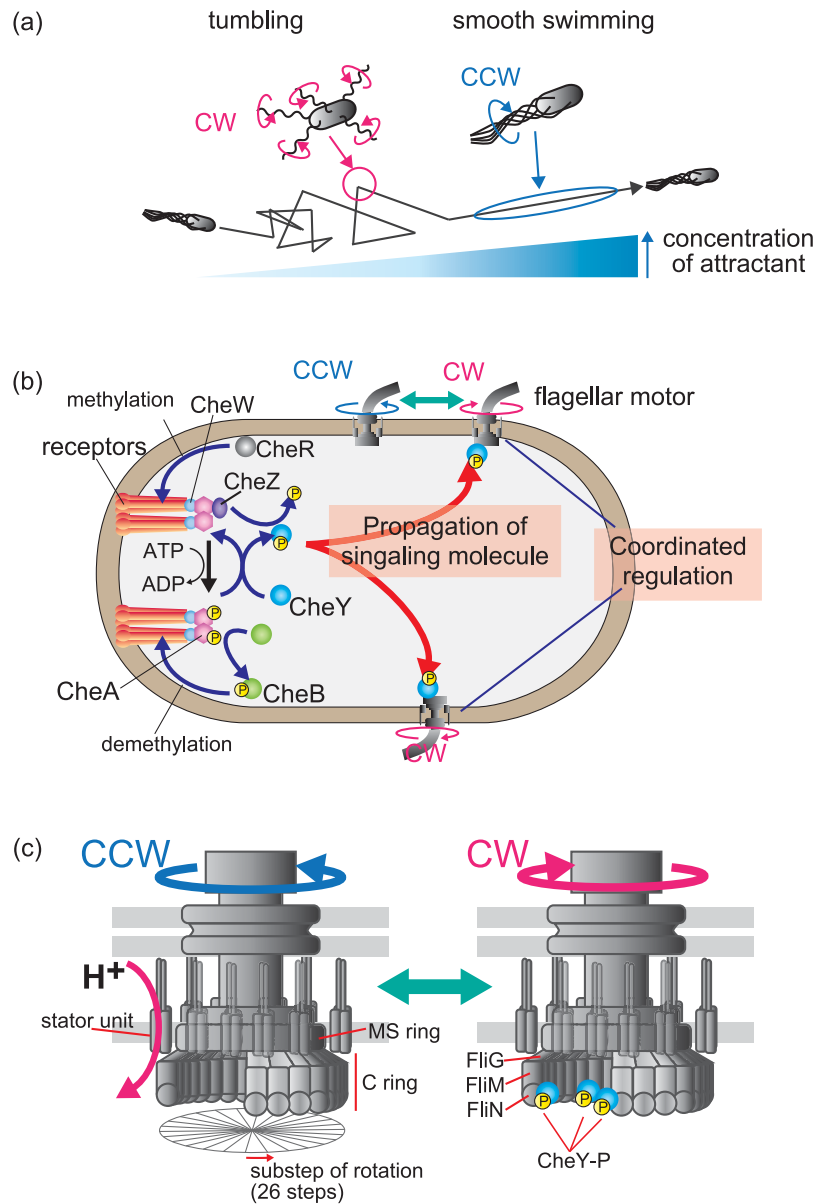 (a)
tumbling
smooth swimming
CW
CCW
concentration
of attractant
(b)
CCW
CW
flagellar motor
methylation
CheW
receptors
CheR
CheZ
P
P
Propagation of
singaling molecule
Coordinated
regulation
ATP
ADP
CheY
P
P
P
P
P
CheA
CheB
demethylation
CW
(c)
CCW
CW
H+
stator unit
MS ring
C ring
FliG
FliM
FliN
P
P
P
CheY-P
substep of rotation
(26 steps)